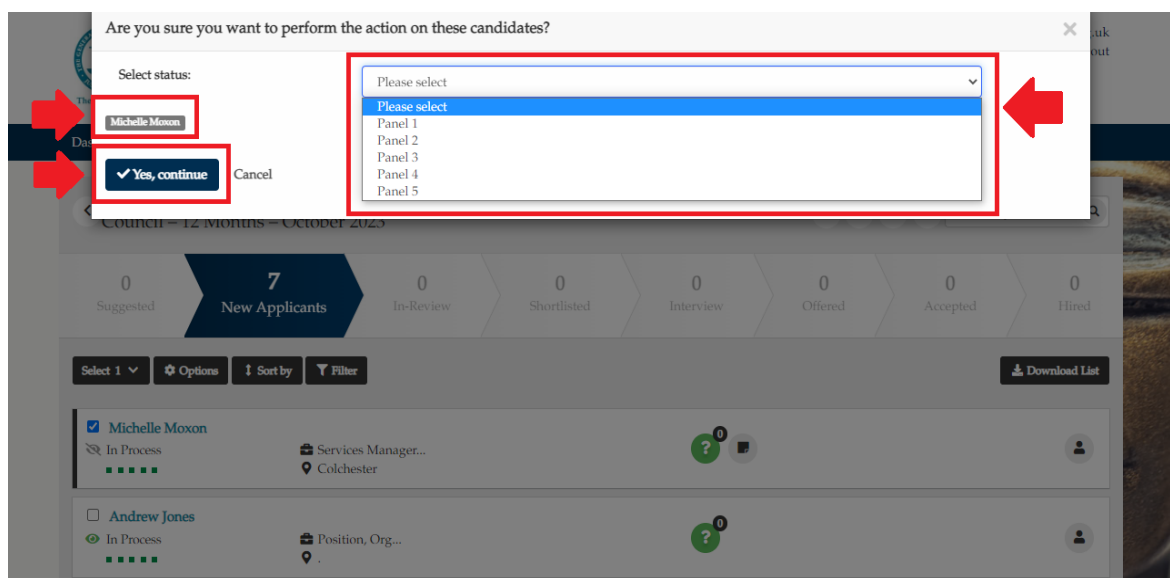 Are you sure you want to perform the action on these candidates?
×
.uk
Select status:
Please select
out
Please select
Panel 1
Panel 2
Panel 3
Panel 4
Panel 5
The
Michelle Moxon
Das
Yes, continue
Cancel
Council – 12 Months – October 2023
0
Suggested
7
New Applicants
0
In-Review
0
Shortlisted
0
Interview
0
Offered
0
Accepted
0
Hired
Select 1
Options
Sort by
Filter
Download List
Michelle Moxon
In Process
Services Manager...
Colchester
?
0
Andrew Jones
In Process
Position, Org...
.
?
0